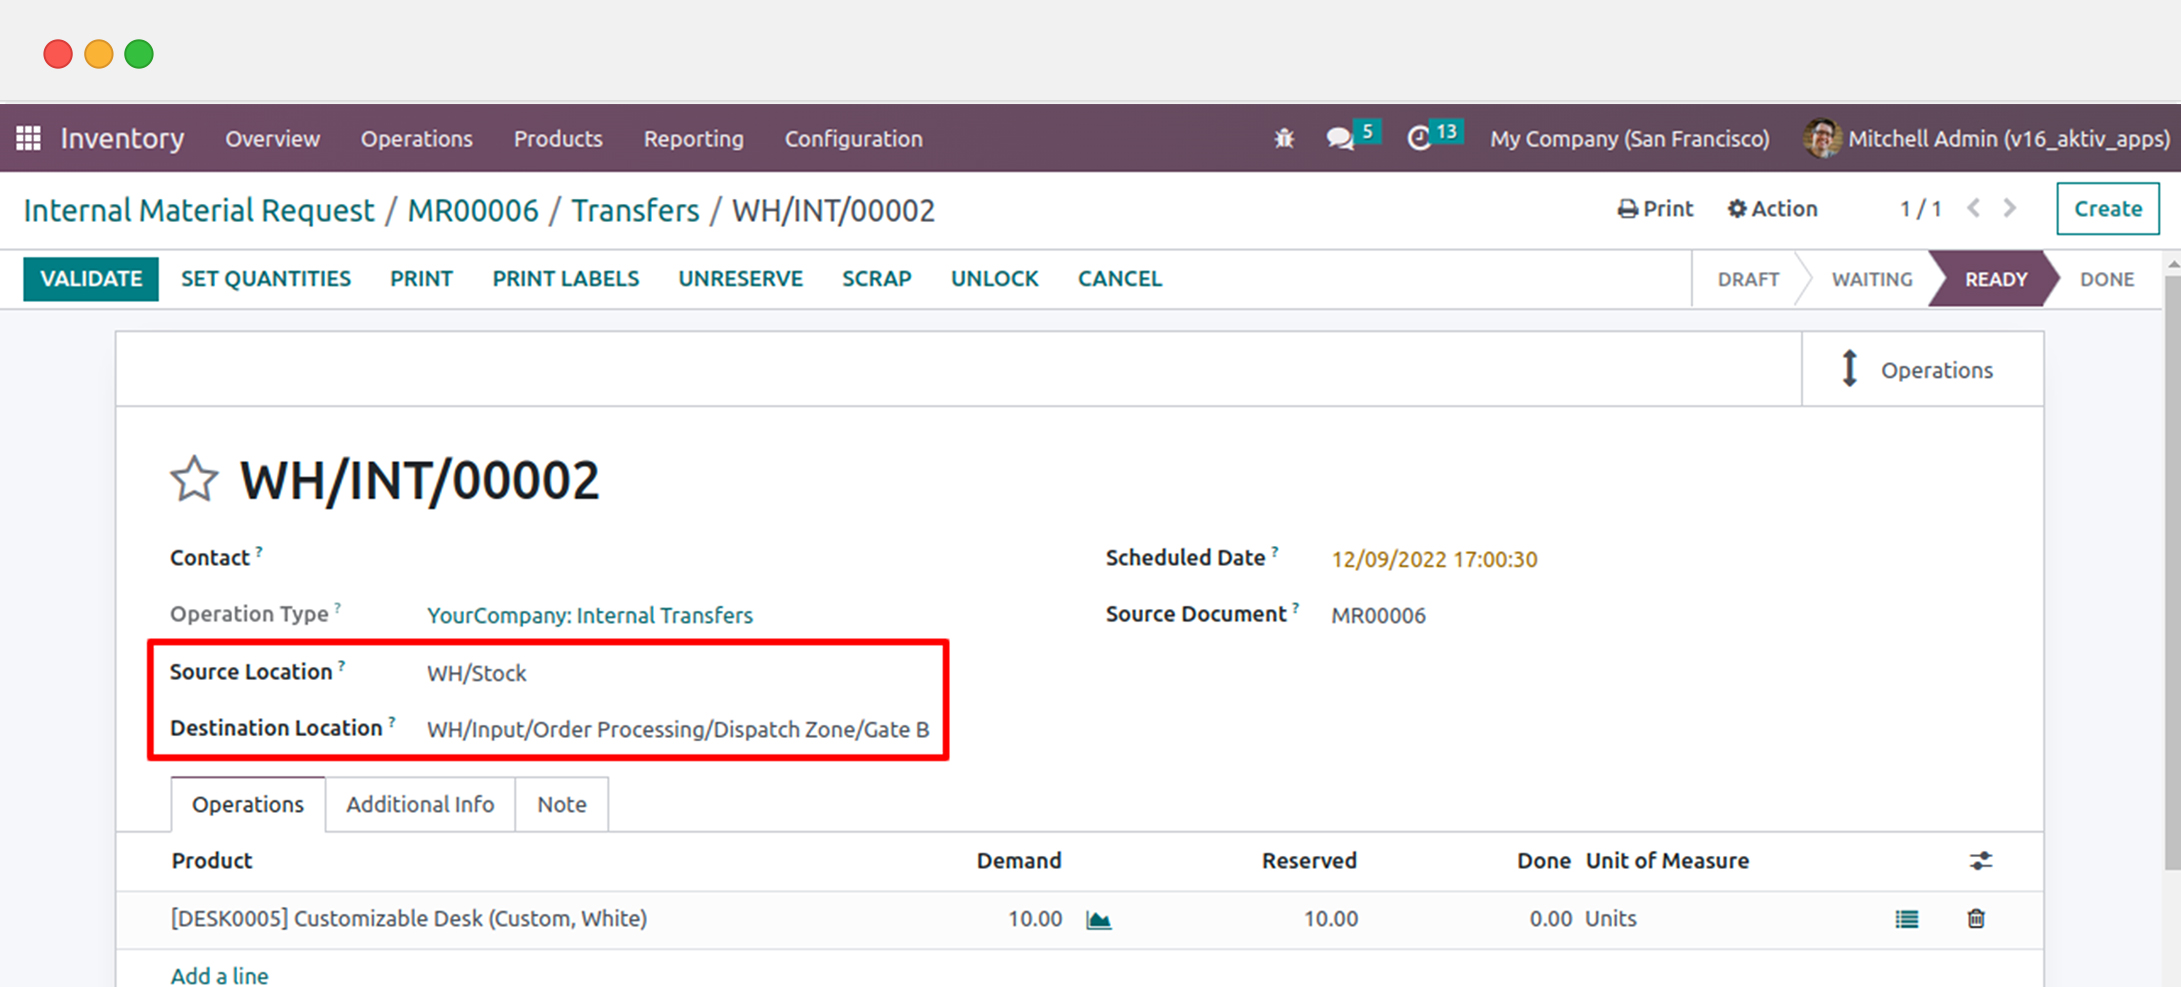 Inventory Overview Operations Products Reporting Configuration 5 13 My Company (San Francisco) Mitchell Admin (v16_aktiv_apps)
Internal Material Request / MR00006 / Transfers / WH/INT/00002 Print Action 1 / 1 Create
VALIDATE SET QUANTITIES PRINT PRINT LABELS UNRESERVE SCRAP UNLOCK CANCEL DRAFT WAITING READY DONE
Operations
WH/INT/00002
Contact ? Scheduled Date ? 12/09/2022 17:00:30
Operation Type ? YourCompany: Internal Transfers Source Document ? MR00006
Source Location ? WH/Stock
Destination Location ? WH/Input/Order Processing/Dispatch Zone/Gate B
Operations Additional Info Note
Product Demand Reserved Done Unit of Measure
[DESK0005] Customizable Desk (Custom, White) 10.00 10.00 0.00 Units
Add a line